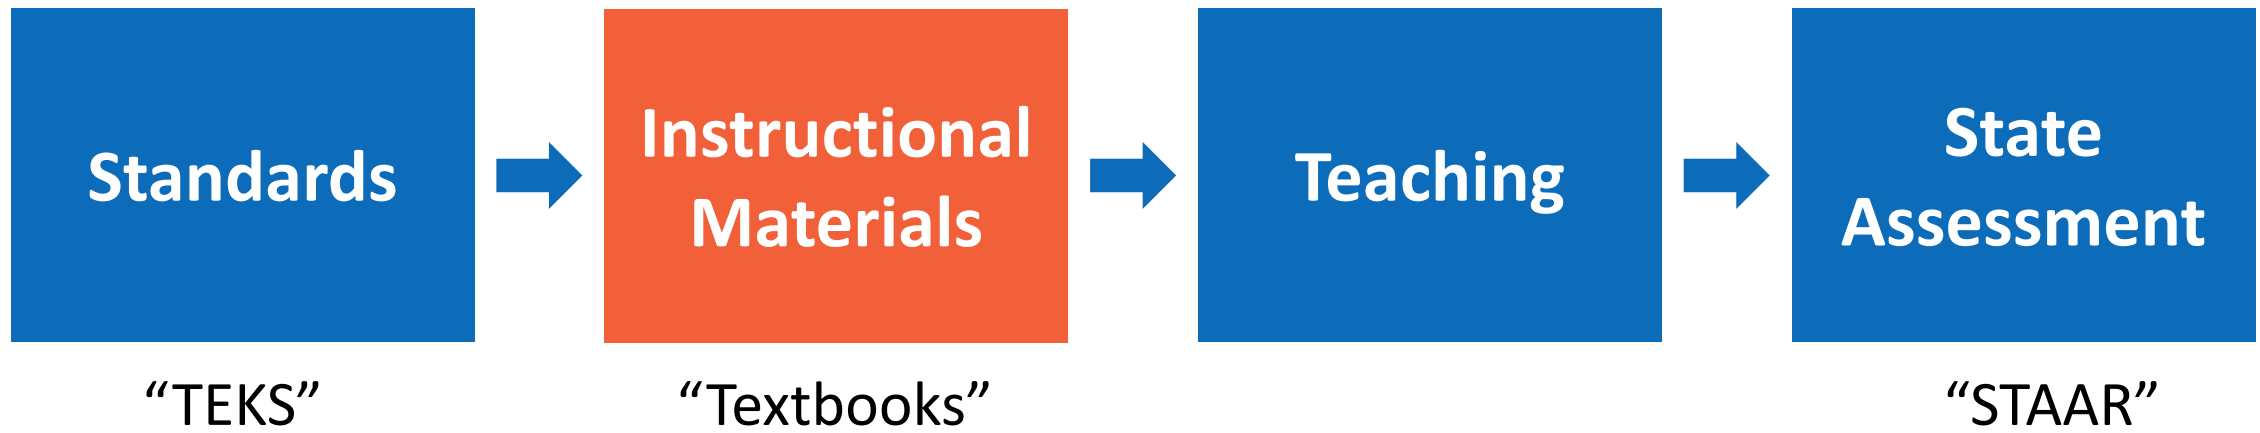 Standards
Instructional
Materials
Teaching
State
Assessment
“TEKS”
“Textbooks”
“STAAR”